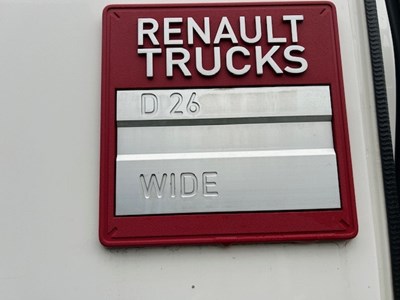 RENAULT
TRUCKS
D 26
WIDE